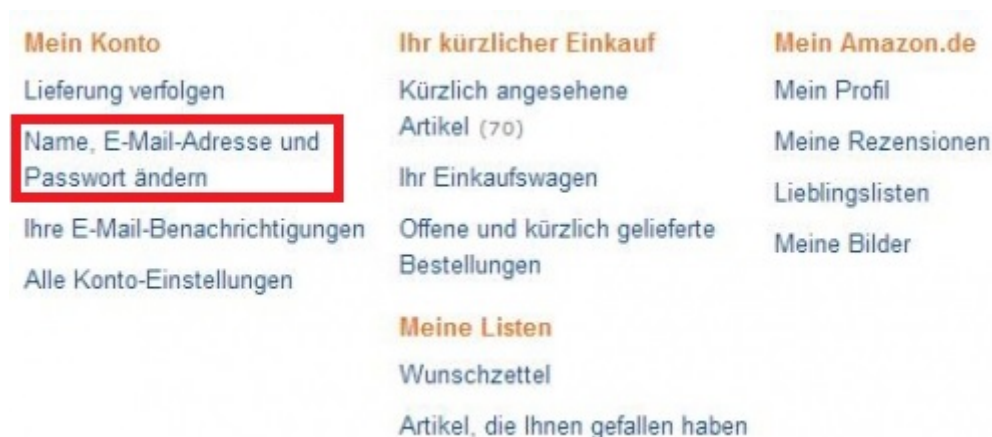 Mein Konto
Lieferung verfolgen
Name, E-Mail-Adresse und
Passwort ändern
Ihre E-Mail-Benachrichtigungen
Alle Konto-Einstellungen
Ihr kürzlicher Einkauf
Kürzlich angesehene
Artikel (70)
Ihr Einkaufswagen
Offene und kürzlich gelieferte
Bestellungen
Meine Listen
Wunschzettel
Artikel, die Ihnen gefallen haben
Mein Amazon.de
Mein Profil
Meine Rezensionen
Lieblingslisten
Meine Bilder